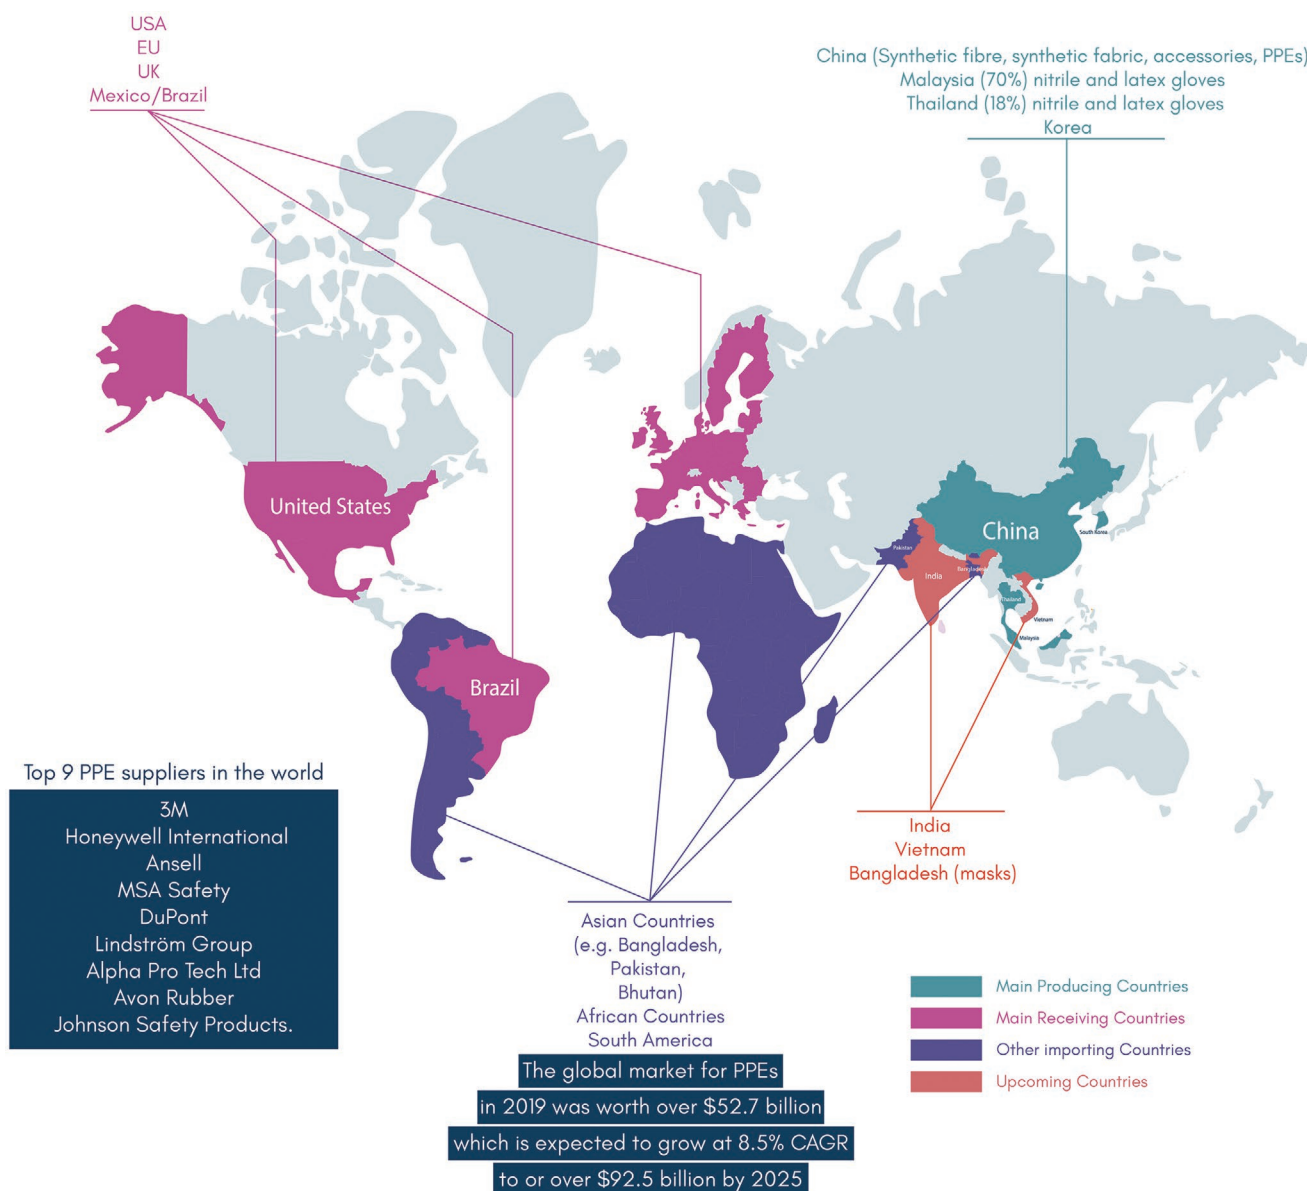 USA
EU
UK
Mexico/Brazil
China (Synthetic fibre, synthetic fabric, accessories, PPEs)
Malaysia (70%) nitrile and latex gloves
Thailand (18%) nitrile and latex gloves
Korea
United States
Brazil
China
South Korea
Pakistan
India
Bangladesh
Thailand
Vietnam
Malaysia
Top 9 PPE suppliers in the world
3M
Honeywell International
Ansell
MSA Safety
DuPont
Lindström Group
Alpha Pro Tech Ltd
Avon Rubber
Johnson Safety Products.
India
Vietnam
Bangladesh (masks)
Asian Countries
(e.g. Bangladesh,
Pakistan,
Bhutan)
African Countries
South America
The global market for PPEs
in 2019 was worth over $52.7 billion
which is expected to grow at 8.5% CAGR
to or over $92.5 billion by 2025
Main Producing Countries
Main Receiving Countries
Other importing Countries
Upcoming Countries